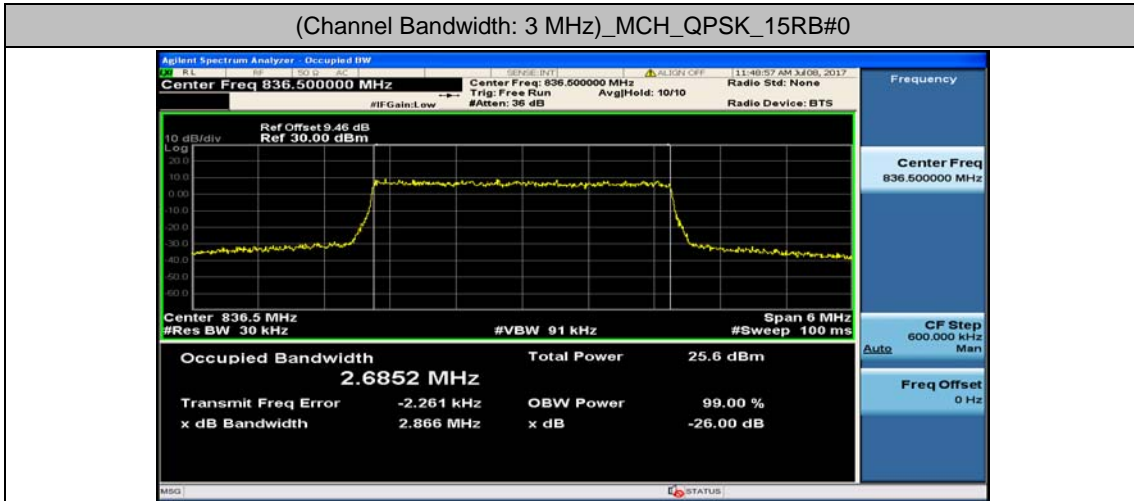 (Channel Bandwidth: 3 MHz)_MCH_QPSK_15RB#0
Agilent Spectrum Analyzer - Occupied BW
RL RF 50 Ω AC SENSE:INT ALIGN OFF 11:48:57 AM Jul 08, 2017
Center Freq 836.500000 MHz
Center Freq: 836.500000 MHz
Radio Std: None
Trig: Free Run Avg|Hold: 10/10
#IFGain:Low #Atten: 36 dB Radio Device: BTS
Ref Offset 9.46 dB
10 dB/div Ref 30.00 dBm
Log
20.0
10.0
0.00
-10.0
-20.0
-30.0
-40.0
-50.0
-60.0
Center 836.5 MHz Span 6 MHz
#Res BW 30 kHz #VBW 91 kHz #Sweep 100 ms
Occupied Bandwidth Total Power 25.6 dBm
2.6852 MHz
Transmit Freq Error -2.261 kHz OBW Power 99.00 %
x dB Bandwidth 2.866 MHz x dB -26.00 dB
MSG STATUS
Frequency
Center Freq
836.500000 MHz
CF Step
600.000 kHz
Auto Man
Freq Offset
0 Hz